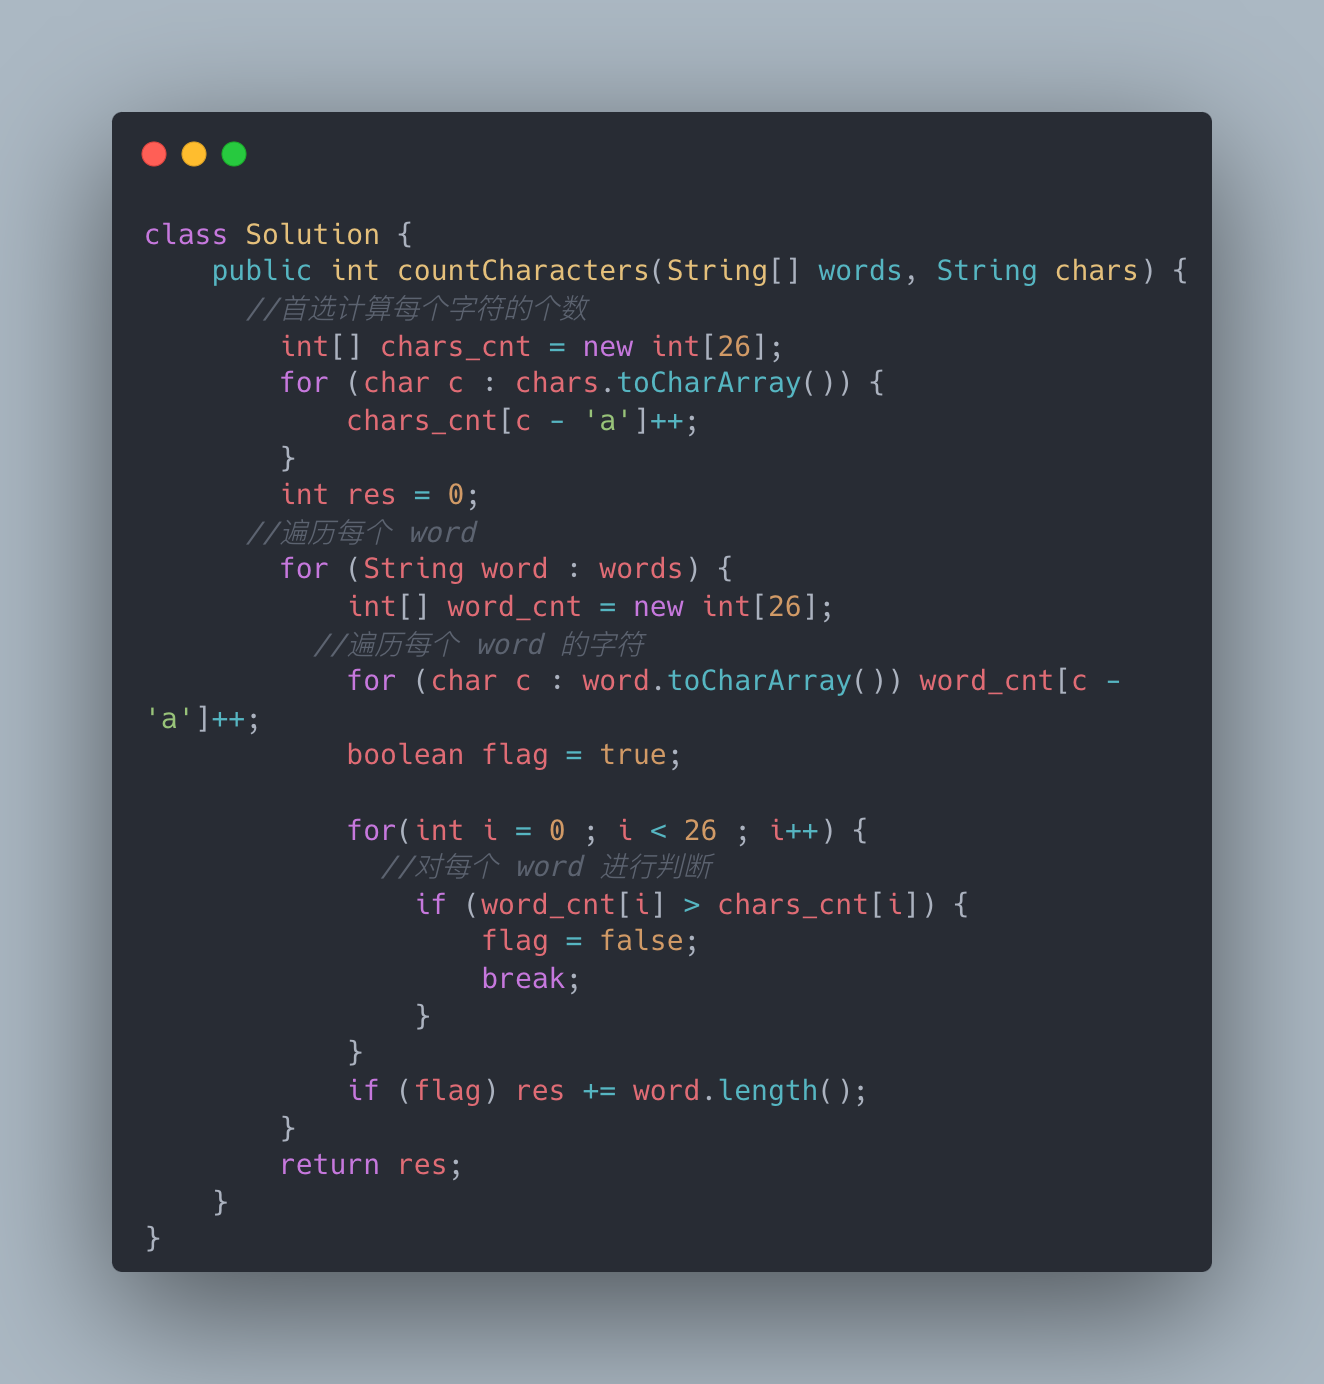 class Solution {
    public int countCharacters(String[] words, String chars) {
      //首选计算每个字符的个数
        int[] chars_cnt = new int[26];
        for (char c : chars.toCharArray()) {
            chars_cnt[c - 'a']++;
        }
        int res = 0;
      //遍历每个 word
        for (String word : words) {
            int[] word_cnt = new int[26];
          //遍历每个 word 的字符
            for (char c : word.toCharArray()) word_cnt[c -
'a']++;
            boolean flag = true;

            for(int i = 0 ; i < 26 ; i++) {
              //对每个 word 进行判断
                if (word_cnt[i] > chars_cnt[i]) {
                    flag = false;
                    break;
                }
            }
            if (flag) res += word.length();
        }
        return res;
    }
}